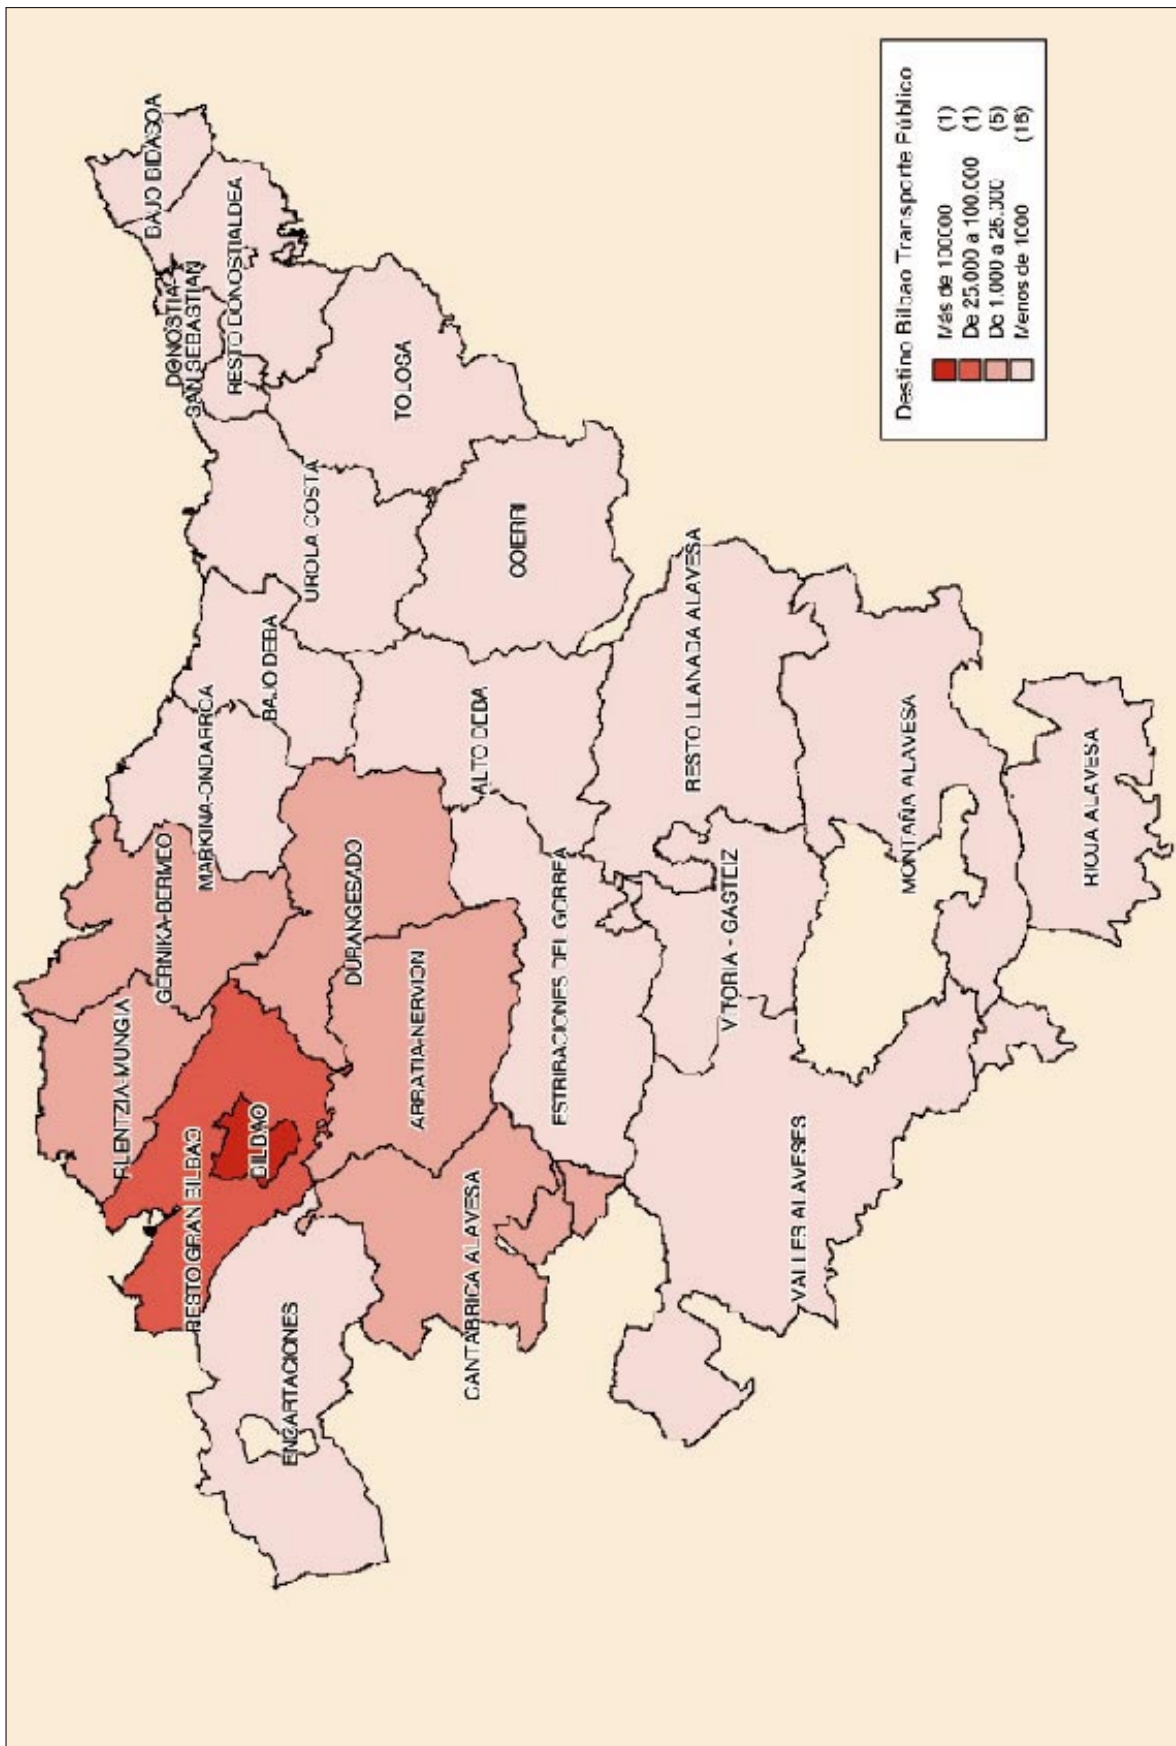 PLENTZIA-MUNGIA
BAJO BIDASOA
GERNIKA-BERMEO
DONOSTIA-
SAN SEBASTIAN
RESTO GRAN BILBAO
MARKINA-ONDARROA
RESTO DONOSTIALDEA
BILBAO
BAJO DEBA
ENCARTACIONES
UROLA COSTA
DURANGESADO
TOLOSA
ARRATIA-NERVION
CANTABRICA ALAVESA
ALTO DEBA
GOIERRI
ESTRIBACIONES DEL GORBEA
RESTO LLANADA ALAVESA
VITORIA - GASTEIZ
VALLES ALAVESES
MONTAÑA ALAVESA
RIOJA ALAVESA
Destino Bilbao Transporte Público
Más de 100000 (1)
De 25.000 a 100.000 (1)
De 1.000 a 25.000 (5)
Menos de 1000 (16)